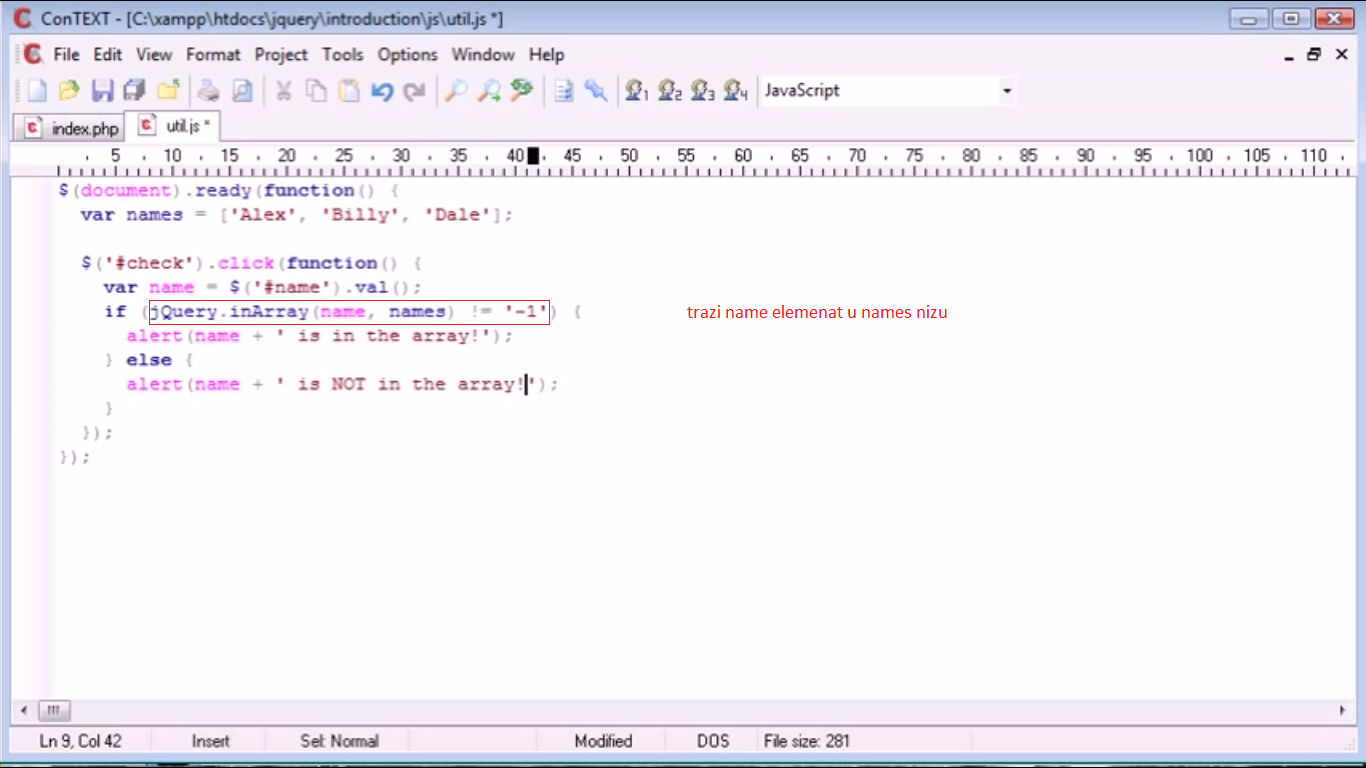 ConTEXT - [C:\xampp\htdocs\jquery\introduction\js\util.js *]
File Edit View Format Project Tools Options Window Help
1 2 3 4 JavaScript
index.php util.js *
5 10 15 20 25 30 35 40 45 50 55 60 65 70 75 80 85 90 95 100 105 110
$(document).ready(function() {
  var names = ['Alex', 'Billy', 'Dale'];
  $('#check').click(function() {
    var name = $('#name').val();
    if (jQuery.inArray(name, names) != '-1') { trazi name elemenat u names nizu
      alert(name + ' is in the array!');
    } else {
      alert(name + ' is NOT in the array!');
    }
  });
});
Ln 9, Col 42 Insert Sel: Normal Modified DOS File size: 281